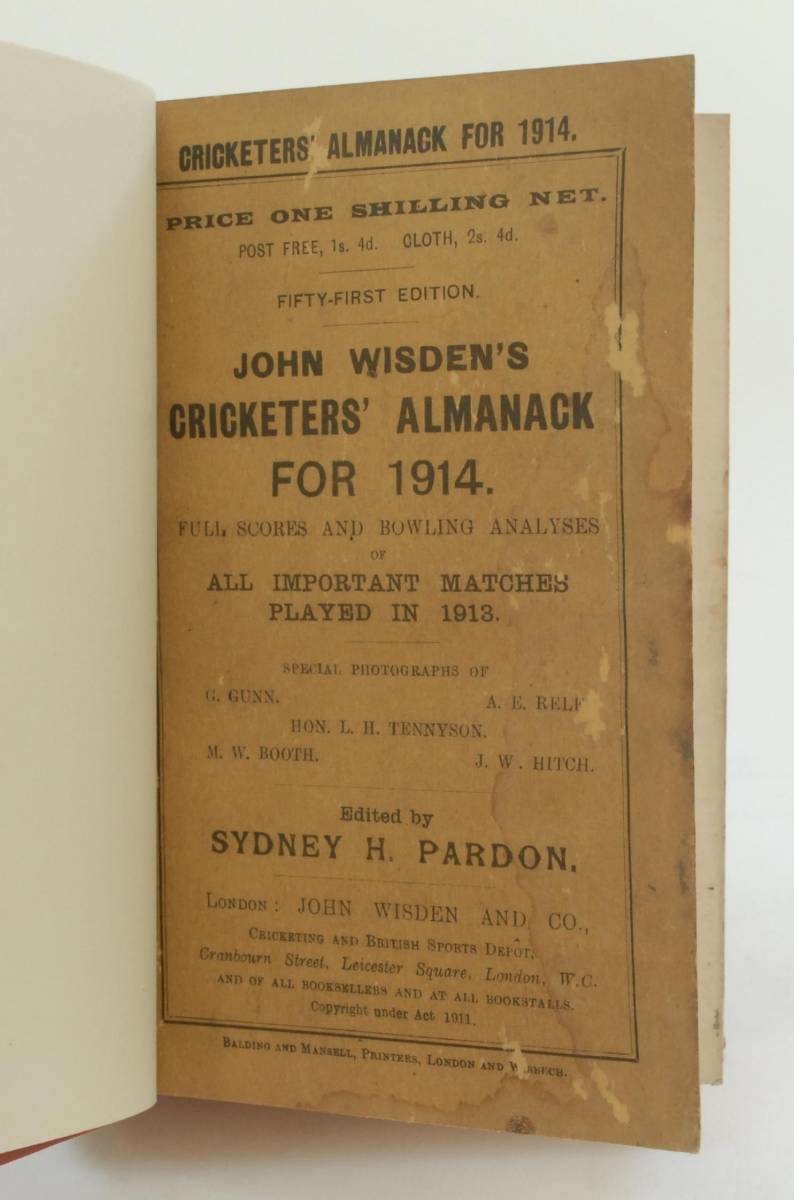 CRICKETERS' ALMANACK FOR 1914.
PRICE ONE SHILLING NET.
POST FREE, 1s. 4d. CLOTH, 2s. 4d.
FIFTY-FIRST EDITION.
JOHN WISDEN'S
CRICKETERS' ALMANACK
FOR 1914.
FULL SCORES AND BOWLING ANALYSES
OF
ALL IMPORTANT MATCHES
PLAYED IN 1913.
SPECIAL PHOTOGRAPHS OF
G. GUNN. A. E. RELF
HON. L. H. TENNYSON.
M. W. BOOTH. J. W. HITCH.
Edited by
SYDNEY H. PARDON.
LONDON: JOHN WISDEN AND CO.,
CRICKETING AND BRITISH SPORTS DEPÔT,
Cranbourn Street, Leicester Square, London, W.C.
AND OF ALL BOOKSELLERS AND AT ALL BOOKSTALLS.
Copyright under Act 1911.
BALDING AND MANSELL, PRINTERS, LONDON AND WISBECH.